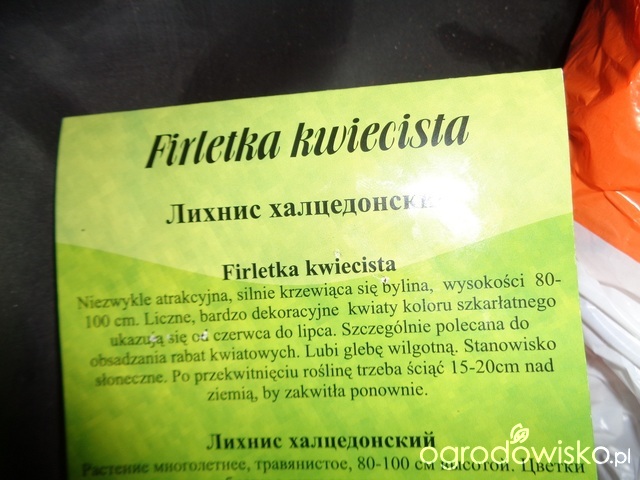 Firletka kwiecista
Лихнис халцедонский
Firletka kwiecista
Niezwykle atrakcyjna, silnie krzewiąca się bylina, wysokości 80-
100 cm. Liczne, bardzo dekoracyjne kwiaty koloru szkarłatnego
ukazują się od czerwca do lipca. Szczególnie polecana do
obsadzania rabat kwiatowych. Lubi glebę wilgotną. Stanowisko
słoneczne. Po przekwitnięciu roślinę trzeba ściąć 15-20cm nad
ziemią, by zakwitła ponownie.
Лихнис халцедонский
Растение многолетнее, травянистое, 80-100 см высотой. Цветки
ogrodowisko.pl